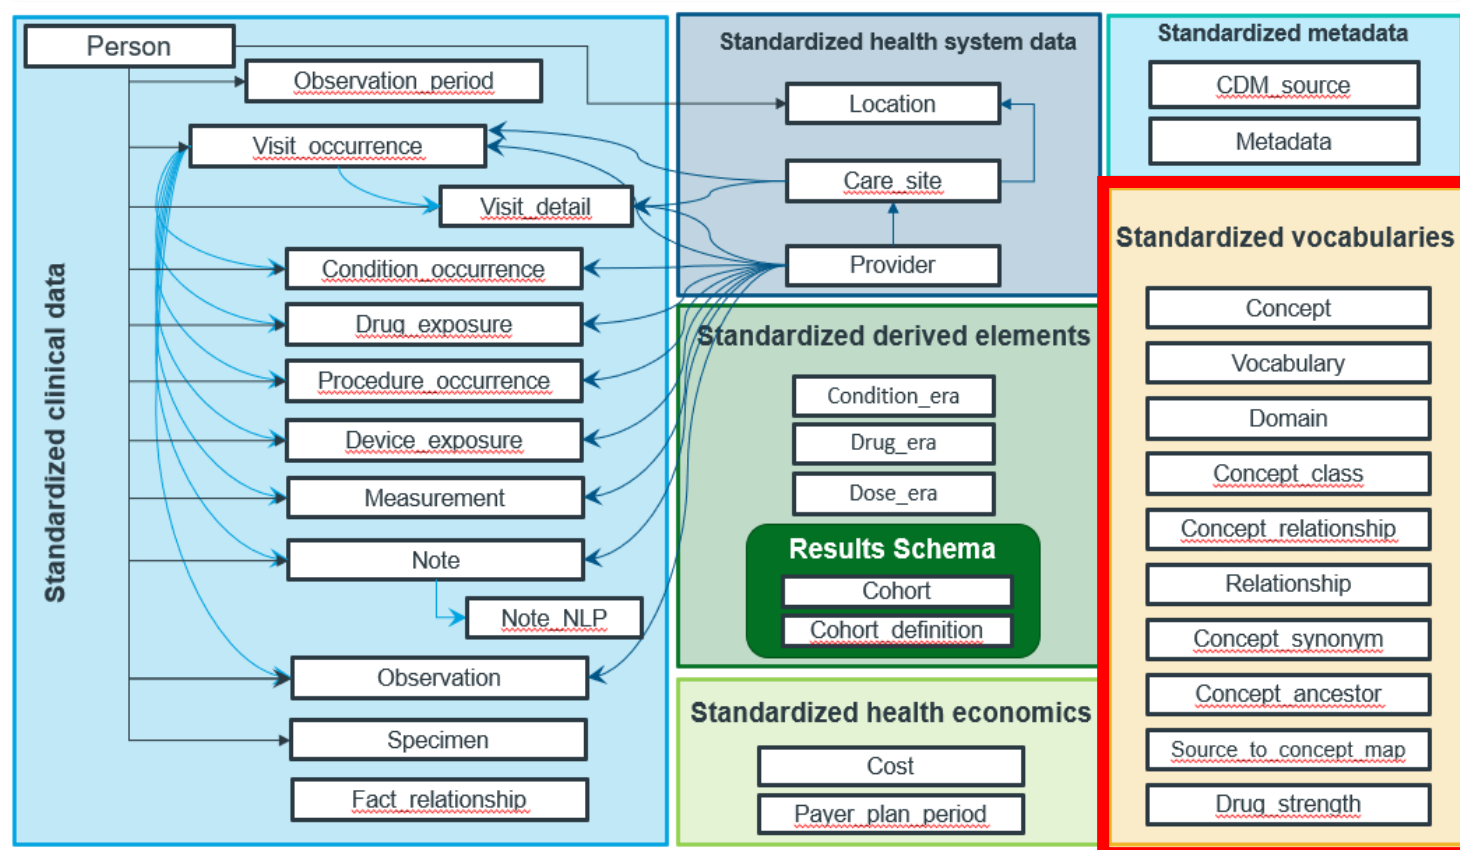 Standardized clinical data
Person
Observation_period
Visit_occurrence
Visit_detail
Condition_occurrence
Drug_exposure
Procedure_occurrence
Device_exposure
Measurement
Note
Note_NLP
Observation
Specimen
Fact_relationship
Standardized health system data
Location
Care_site
Provider
Standardized derived elements
Condition_era
Drug_era
Dose_era
Results Schema
Cohort
Cohort_definition
Standardized health economics
Cost
Payer_plan_period
Standardized metadata
CDM_source
Metadata
Standardized vocabularies
Concept
Vocabulary
Domain
Concept_class
Concept_relationship
Relationship
Concept_synonym
Concept_ancestor
Source_to_concept_map
Drug_strength